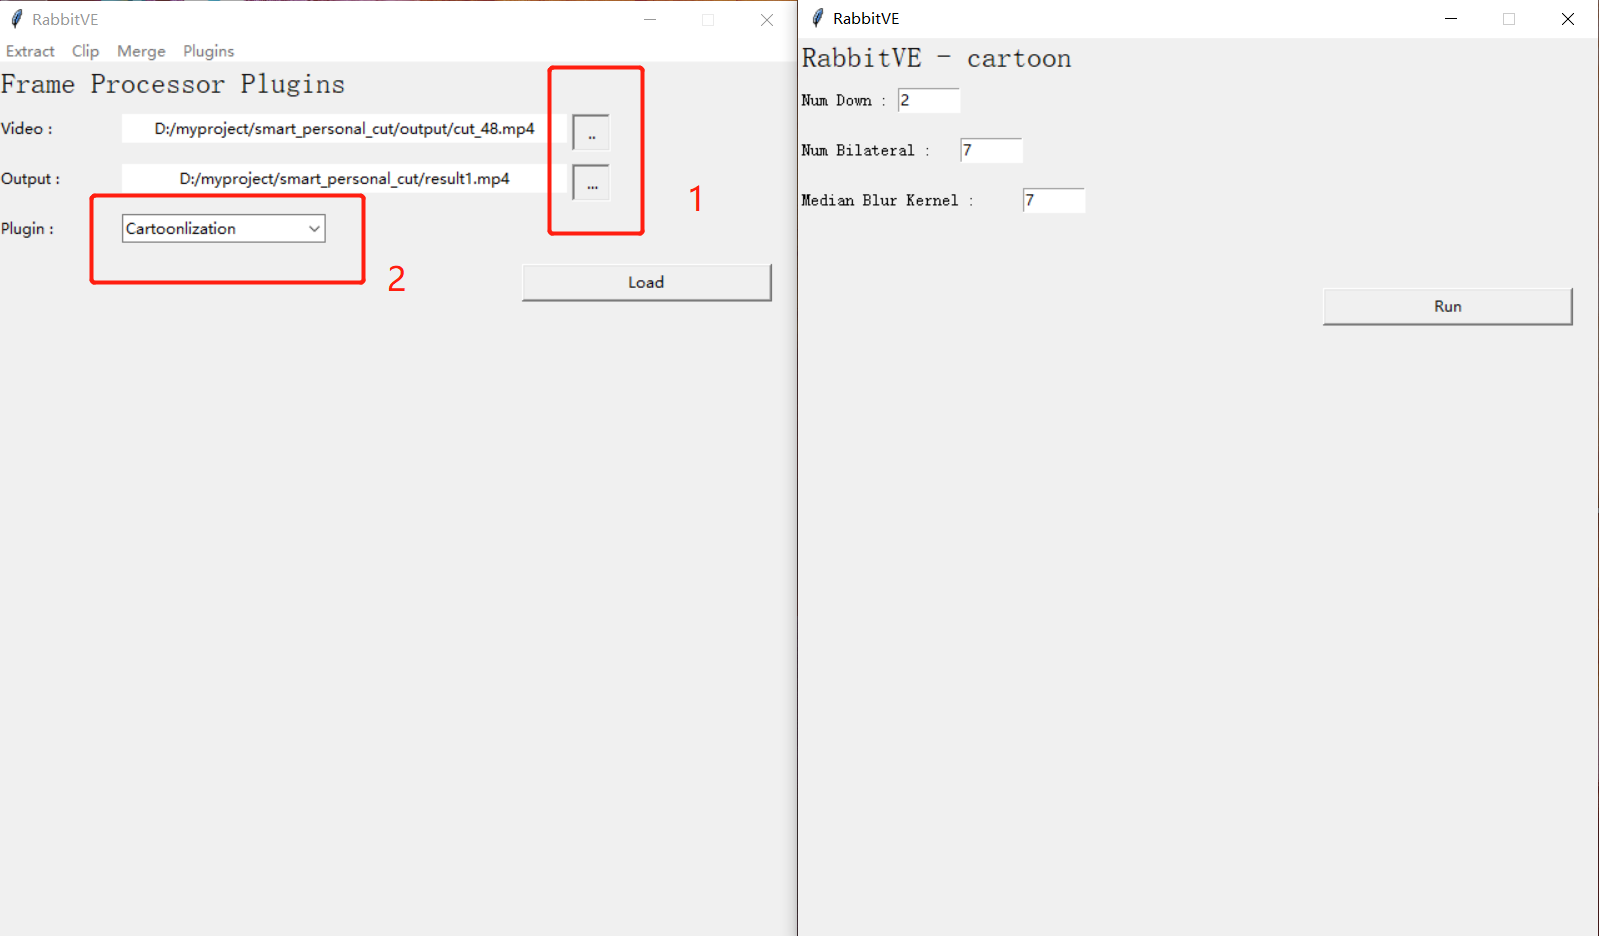 RabbitVE
Extract Clip Merge Plugins
Frame Processor Plugins
Video : D:/myproject/smart_personal_cut/output/cut_48.mp4 ..
Output : D:/myproject/smart_personal_cut/result1.mp4 ...
1
Plugin : Cartoonlization
2
Load
RabbitVE
RabbitVE - cartoon
Num Down : 2
Num Bilateral : 7
Median Blur Kernel : 7
Run